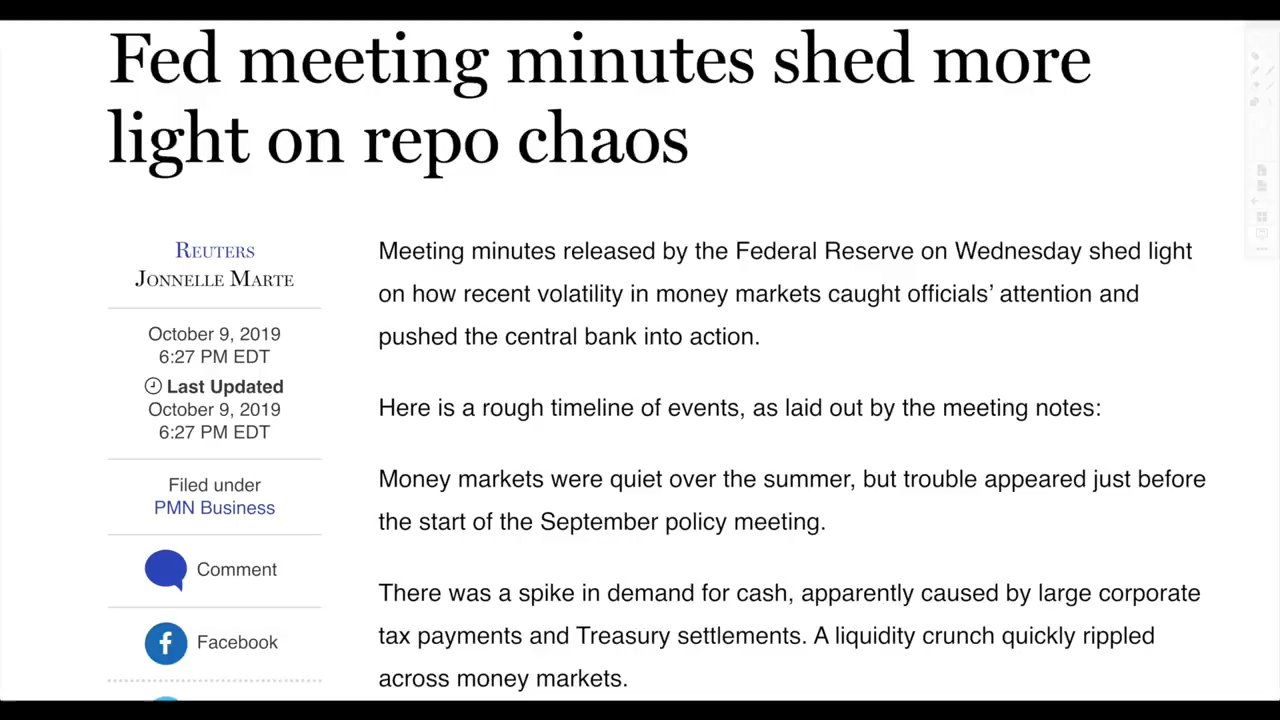 Fed meeting minutes shed more
light on repo chaos
REUTERS
JONNELLE MARTE
October 9, 2019
6:27 PM EDT
Last Updated
October 9, 2019
6:27 PM EDT
Filed under
PMN Business
Comment
Facebook
Meeting minutes released by the Federal Reserve on Wednesday shed light
on how recent volatility in money markets caught officials’ attention and
pushed the central bank into action.
Here is a rough timeline of events, as laid out by the meeting notes:
Money markets were quiet over the summer, but trouble appeared just before
the start of the September policy meeting.
There was a spike in demand for cash, apparently caused by large corporate
tax payments and Treasury settlements. A liquidity crunch quickly rippled
across money markets.